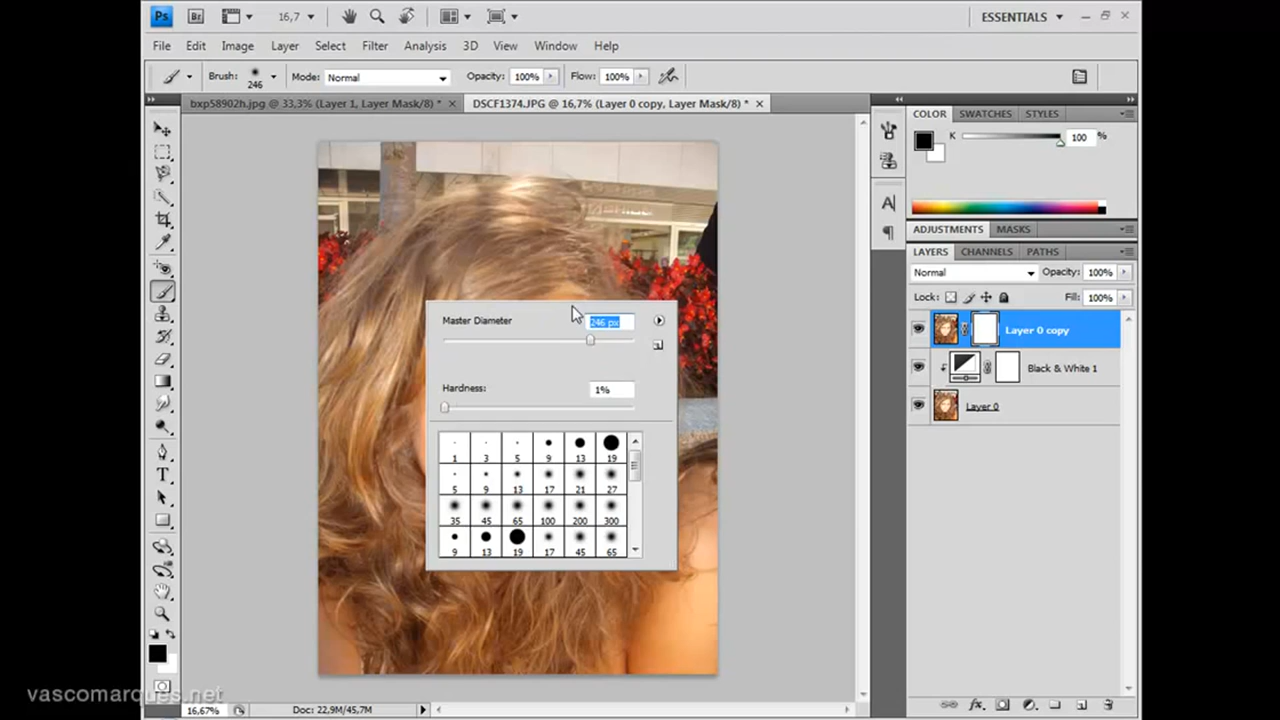 Ps Br 16,7 ESSENTIALS
File Edit Image Layer Select Filter Analysis 3D View Window Help
Brush: 246 Mode: Normal Opacity: 100% Flow: 100%
bxp58902h.jpg @ 33,3% (Layer 1, Layer Mask/8) * DSCF1374.JPG @ 16,7% (Layer 0 copy, Layer Mask/8) *
COLOR SWATCHES STYLES
K 100 %
ADJUSTMENTS MASKS
LAYERS CHANNELS PATHS
Normal Opacity: 100%
Lock: Fill: 100%
Layer 0 copy
Black & White 1
Layer 0
Master Diameter 246 px
Hardness: 1%
1 3 5 9 13 19
5 9 13 17 21 27
35 45 65 100 200 300
9 13 19 17 45 65
vascomarques.net
16,67% Doc: 22,9M/45,7M